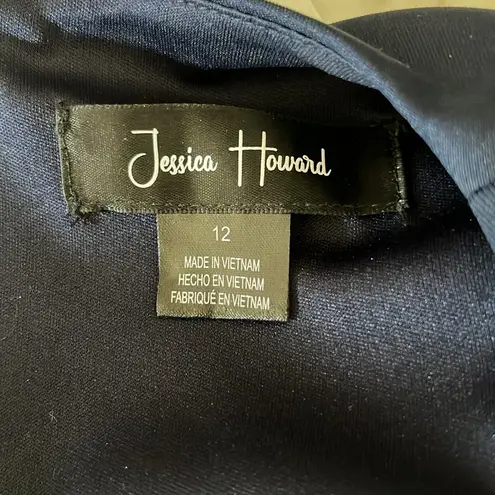 Jessica Howard
12
MADE IN VIETNAM
HECHO EN VIETNAM
FABRIQUÉ EN VIETNAM